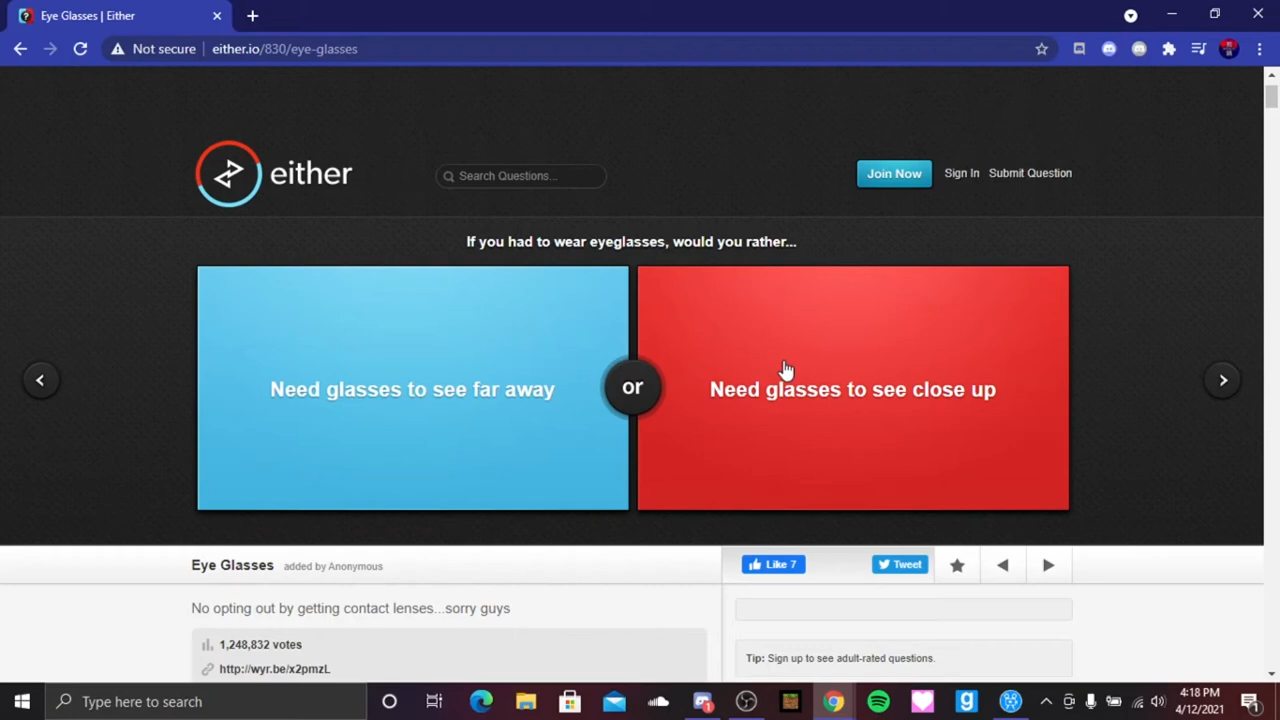 Eye Glasses | Either
Not secure
either.io/830/eye-glasses
either
Search Questions...
Join Now
Sign In
Submit Question
If you had to wear eyeglasses, would you rather...
Need glasses to see far away
or
Need glasses to see close up
Eye Glasses added by Anonymous
Like 7
Tweet
No opting out by getting contact lenses...sorry guys
1,248,832 votes
http://wyr.be/x2pmzL
Tip: Sign up to see adult-rated questions.
Type here to search
4:18 PM
4/12/2021